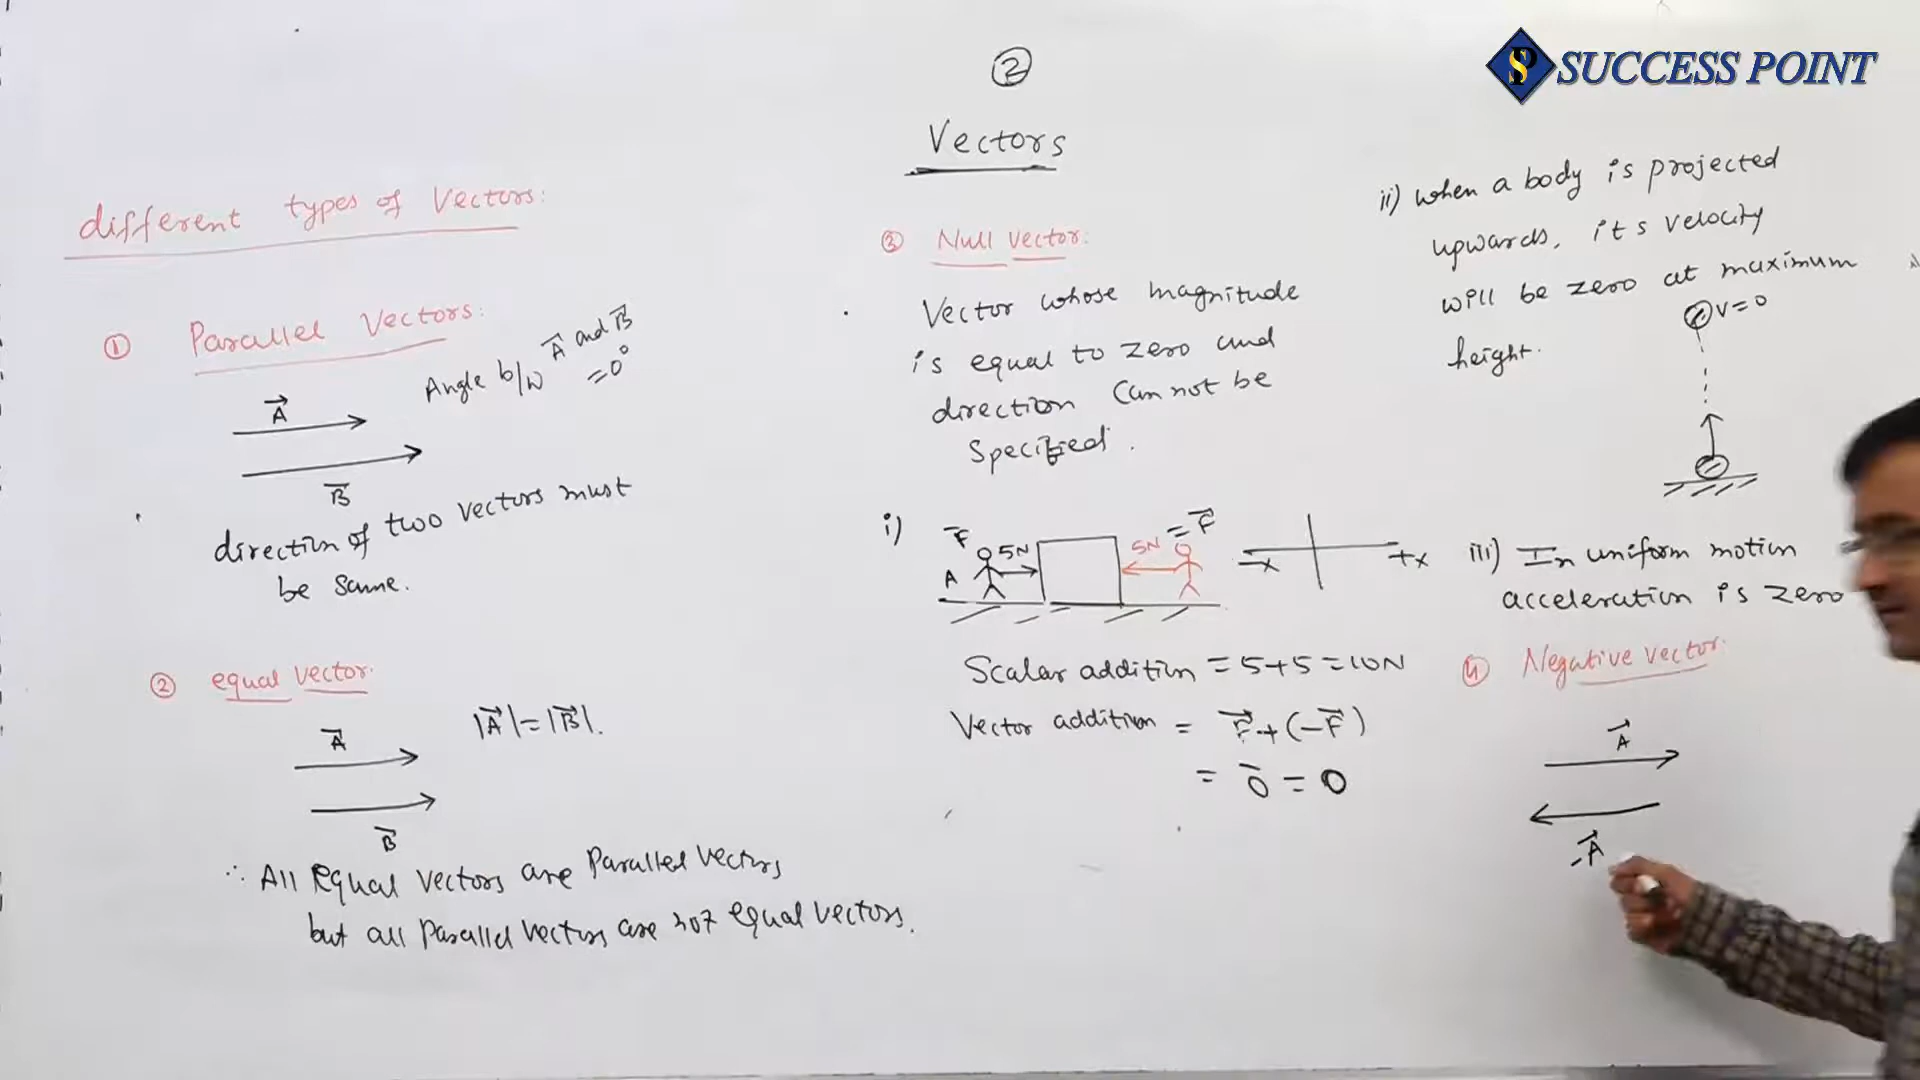 ②
SUCCESS POINT
Vectors
different types of Vectors:
① Parallel Vectors:
Angle b/w A⃗ and B⃗
=0°
A⃗
B⃗
direction of two vectors must
be same.
② equal vector:
A⃗
|A⃗|=|B⃗|.
B⃗
∴ All Equal vectors are Parallel vectors
but all Parallel vectors are not equal vectors.
③ Null vector:
Vector whose magnitude
is equal to zero and
direction Cannot be
Specified.
i)
F⃗ 5N
A
5N =F⃗
-x +x
Scalar addition = 5+5=10N
Vector addition = F⃗+(-F⃗)
= 0⃗ = 0
ii) when a body is projected
upwards, its velocity
will be zero at maximum
height.
v=0
iii) In uniform motion
acceleration is zero
④ Negative vector:
A⃗
-A⃗